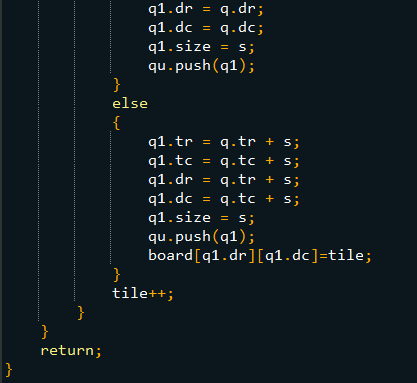 q1.dr = q.dr;
q1.dc = q.dc;
q1.size = s;
qu.push(q1);
}
else
{
q1.tr = q.tr + s;
q1.tc = q.tc + s;
q1.dr = q.tr + s;
q1.dc = q.tc + s;
q1.size = s;
qu.push(q1);
board[q1.dr][q1.dc]=tile;
}
tile++;
}
}
return;
}